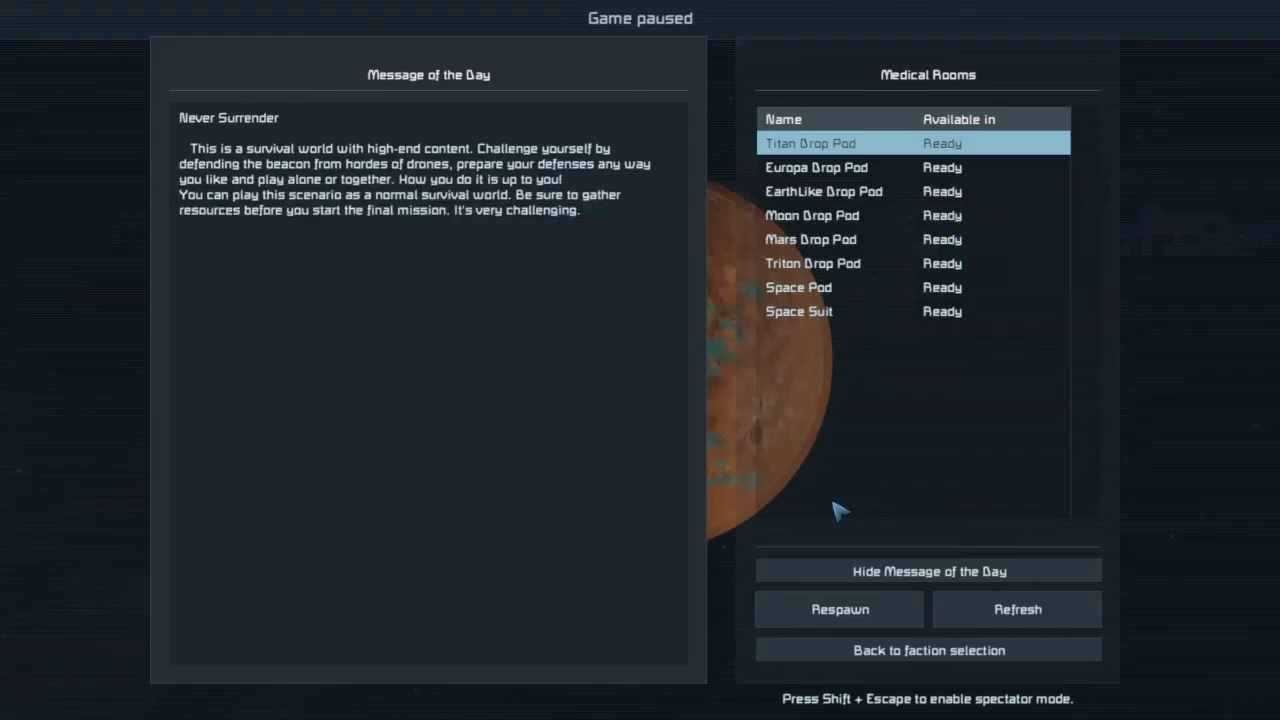 Game paused
Message of the Day
Never Surrender
This is a survival world with high-end content. Challenge yourself by
defending the beacon from hordes of drones, prepare your defenses any way
you like and play alone or together. How you do it is up to you!
You can play this scenario as a normal survival world. Be sure to gather
resources before you start the final mission. It's very challenging.
Medical Rooms
Name Available in
Titan Drop Pod Ready
Europa Drop Pod Ready
EarthLike Drop Pod Ready
Moon Drop Pod Ready
Mars Drop Pod Ready
Triton Drop Pod Ready
Space Pod Ready
Space Suit Ready
Hide Message of the Day
Respawn Refresh
Back to faction selection
Press Shift + Escape to enable spectator mode.